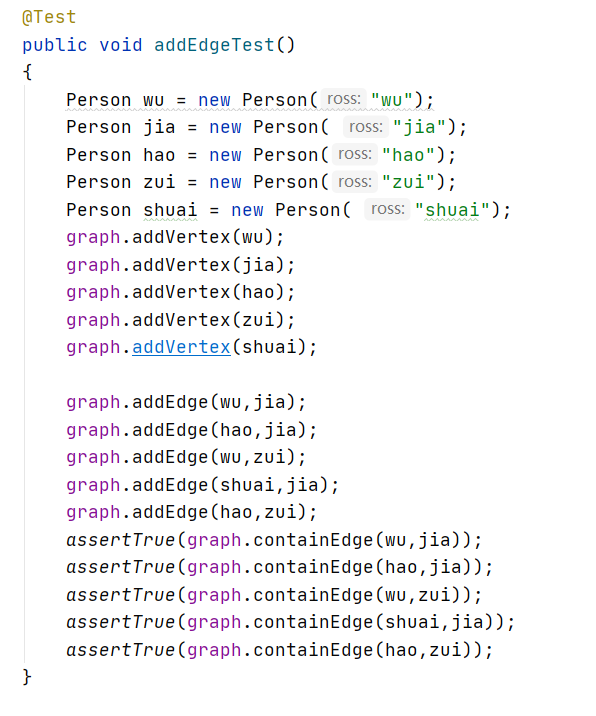 @Test
public void addEdgeTest()
{
Person wu = new Person( ross: "wu");
Person jia = new Person( ross: "jia");
Person hao = new Person( ross: "hao");
Person zui = new Person( ross: "zui");
Person shuai = new Person( ross: "shuai");
graph.addVertex(wu);
graph.addVertex(jia);
graph.addVertex(hao);
graph.addVertex(zui);
graph.addVertex(shuai);
graph.addEdge(wu,jia);
graph.addEdge(hao,jia);
graph.addEdge(wu,zui);
graph.addEdge(shuai,jia);
graph.addEdge(hao,zui);
assertTrue(graph.containEdge(wu,jia));
assertTrue(graph.containEdge(hao,jia));
assertTrue(graph.containEdge(wu,zui));
assertTrue(graph.containEdge(shuai,jia));
assertTrue(graph.containEdge(hao,zui));
}